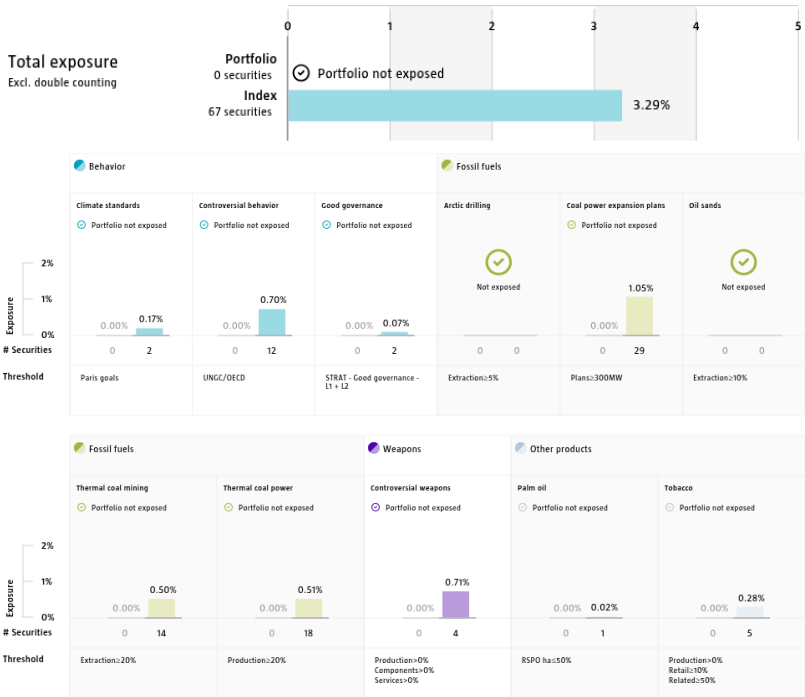 0 1 2 3 4 5
Total exposure
Excl. double counting
Portfolio
0 securities
Portfolio not exposed
Index
67 securities
3.29%
Behavior
Fossil fuels
Climate standards
Controversial behavior
Good governance
Arctic drilling
Coal power expansion plans
Oil sands
Portfolio not exposed
Portfolio not exposed
Portfolio not exposed
Not exposed
Portfolio not exposed
Not exposed
Exposure
2%
1%
0%
0.00% 0.17%
0.00% 0.70%
0.00% 0.07%
0.00% 1.05%
# Securities
0 2
0 12
0 2
0 0
0 29
0 0
Threshold
Paris goals
UNGC/OECD
STRAT - Good governance -
L1 + L2
Extraction≥5%
Plans≥300MW
Extraction≥10%
Fossil fuels
Weapons
Other products
Thermal coal mining
Thermal coal power
Controversial weapons
Palm oil
Tobacco
Portfolio not exposed
Portfolio not exposed
Portfolio not exposed
Portfolio not exposed
Portfolio not exposed
Exposure
2%
1%
0%
0.00% 0.50%
0.00% 0.51%
0.00% 0.71%
0.00% 0.02%
0.00% 0.28%
# Securities
0 14
0 18
0 4
0 1
0 5
Threshold
Extraction≥20%
Production≥20%
Production>0%
Components>0%
Services>0%
RSPO ha≤50%
Production>0%
Retail≥10%
Related≥50%